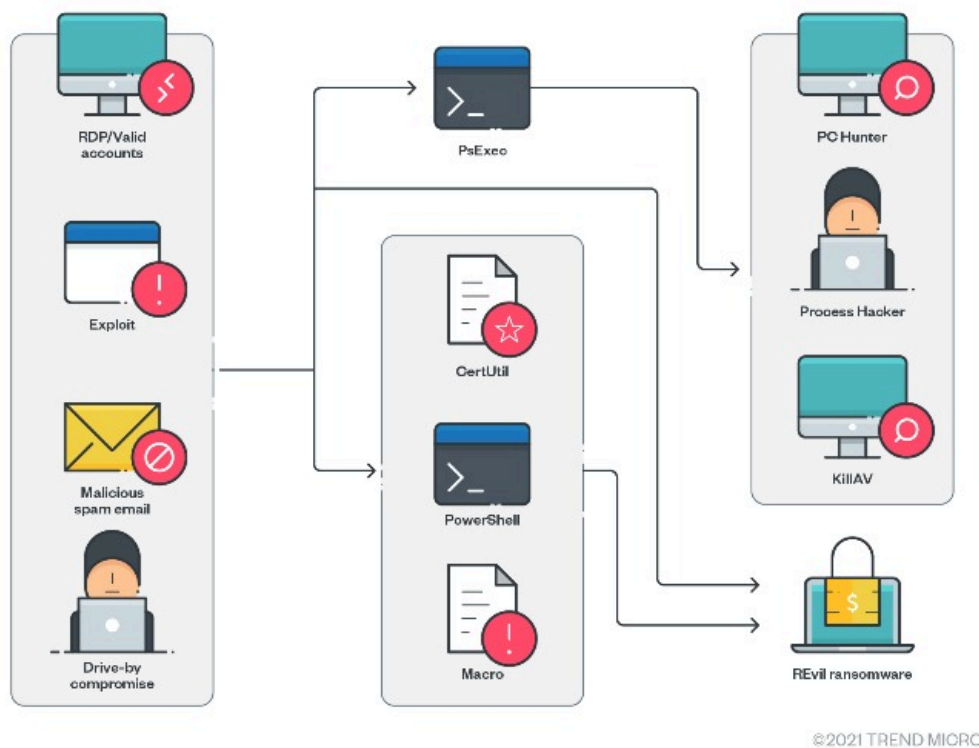 RDP/Valid
accounts
Exploit
Malicious
spam email
Drive-by
compromise
PsExec
CertUtil
PowerShell
Macro
PC Hunter
Process Hacker
KillAV
$
REvil ransomware
©2021 TREND MICRO